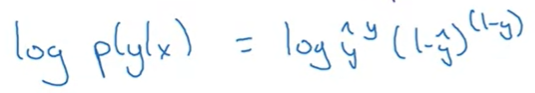 log p(y|x) = log ŷ^y (1-ŷ)^(1-y)